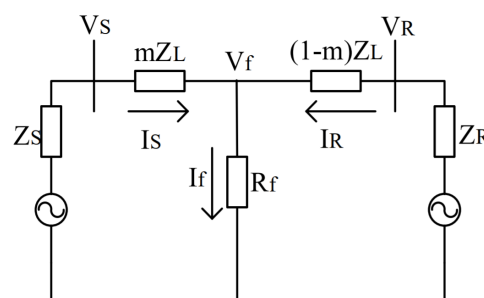 VS mZL Vf (1-m)ZL VR
ZS IS IR ZR
If Rf